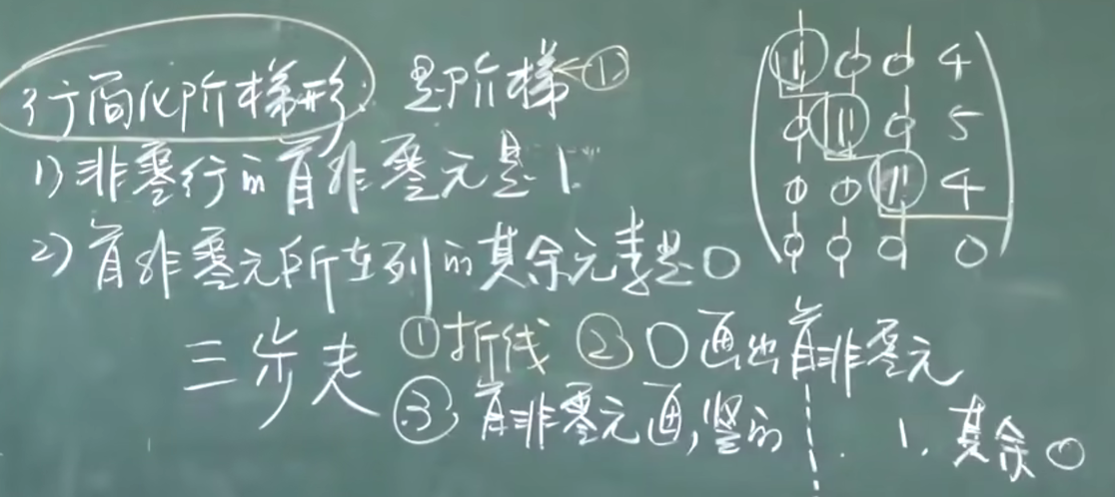 行简化阶梯形. 是阶梯←①
1) 非零行的首非零元是1.
2) 首非零元所在列的其余元素是0
三步走 ①折线 ②〇画出首非零元
③首非零元画,竖的 1.其余0
1 0 0 4
0 1 0 5
0 0 1 4
0 0 0 0